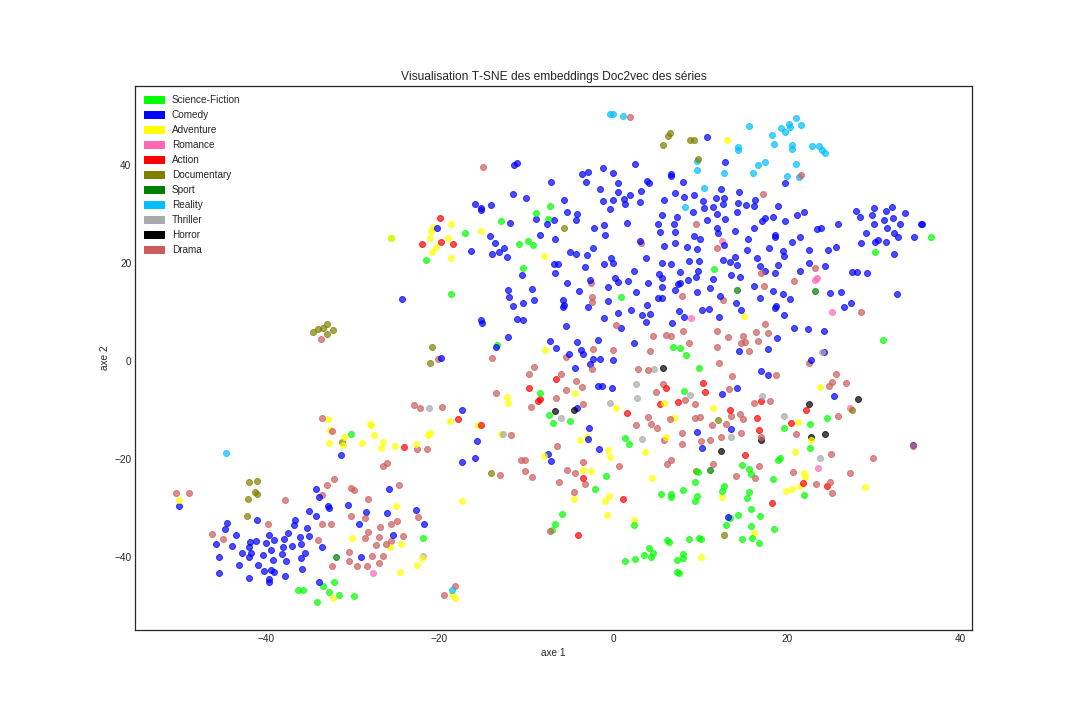 Visualisation T-SNE des embeddings Doc2vec des séries
Science-Fiction
Comedy
Adventure
Romance
Action
Documentary
Sport
Reality
Thriller
Horror
Drama
axe 2
40
20
0
−20
−40
−40
−20
0
20
40
axe 1